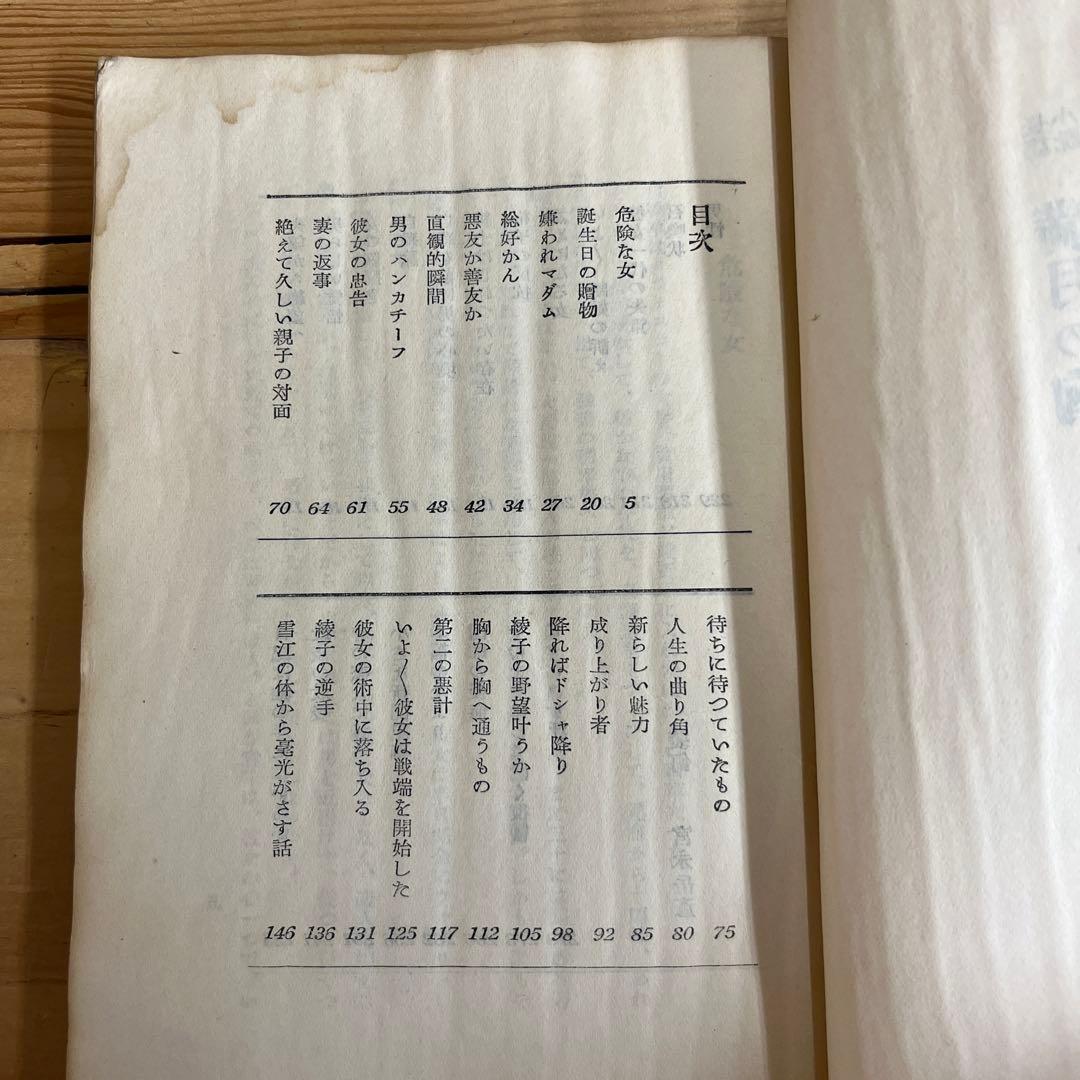 目次
危険な女 5
誕生日の贈物 20
嫌われマダム 27
総好かん 34
悪友か善友か 42
直観的瞬間 48
男のハンカチーフ 55
彼女の忠告 61
妻の返事 64
絶えて久しい親子の対面 70
待ちに待つていたもの 75
人生の曲り角 80
新らしい魅力 85
成り上がり者 92
降ればドシャ降り 98
綾子の野望叶うか 105
胸から胸へ通うもの 112
第二の悪計 117
いよ〱彼女は戦端を開始した 125
彼女の術中に落ち入る 131
綾子の逆手 136
雪江の体から毫光がさす話 146